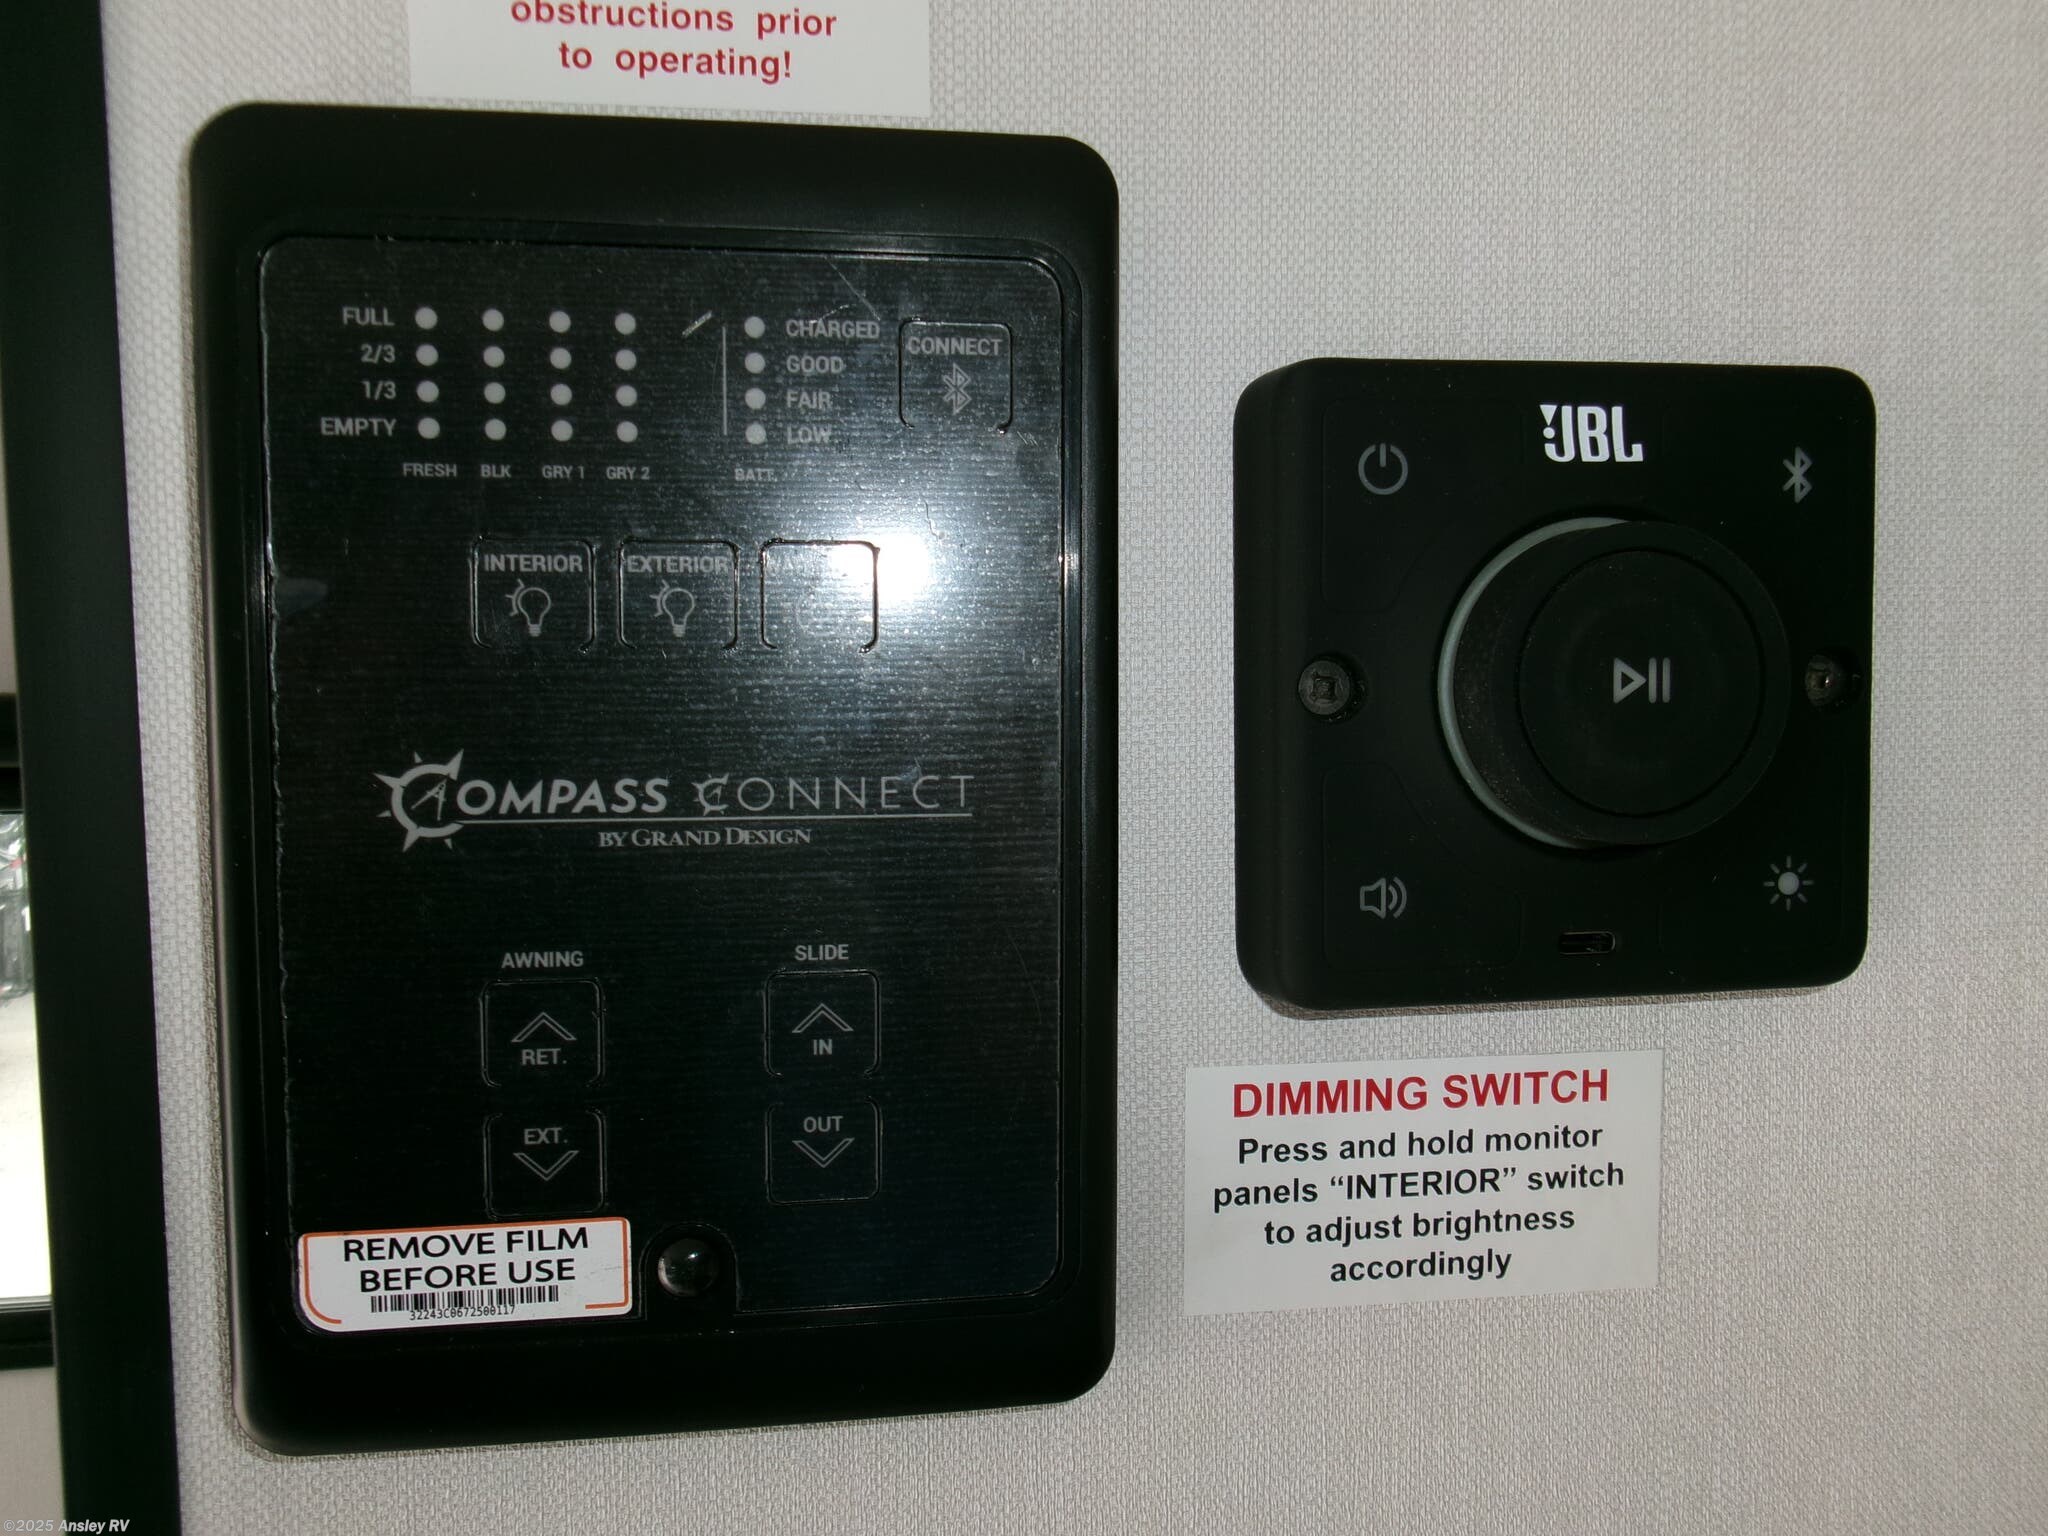 obstructions prior
to operating!
FULL
2/3
1/3
EMPTY
FRESH BLK GRY 1 GRY 2 BATT.
CHARGED
GOOD
FAIR
LOW
CONNECT
INTERIOR EXTERIOR
COMPASS CONNECT
BY GRAND DESIGN
AWNING SLIDE
RET. IN
EXT. OUT
REMOVE FILM
BEFORE USE
32243C0672500117
JBL
DIMMING SWITCH
Press and hold monitor
panels “INTERIOR” switch
to adjust brightness
accordingly
©2025 Ansley RV